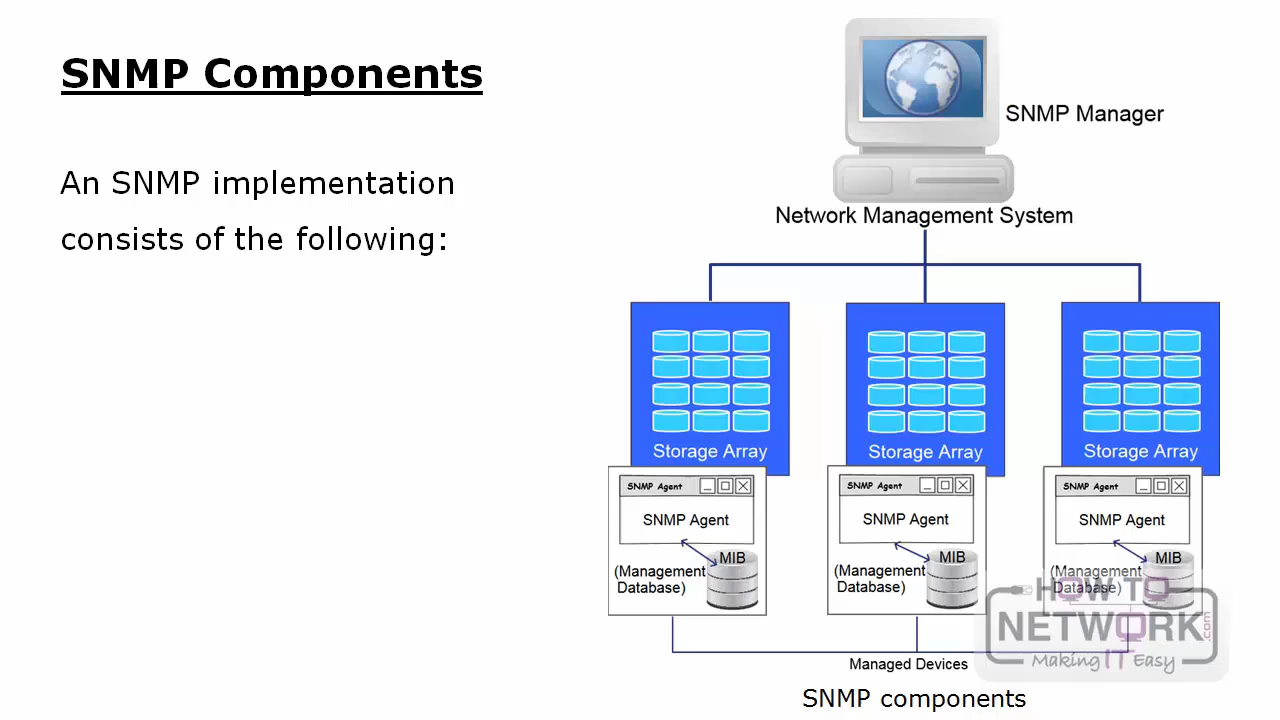 SNMP Components
An SNMP implementation
consists of the following:
SNMP Manager
Network Management System
Storage Array
Storage Array
Storage Array
SNMP Agent
SNMP Agent
MIB
(Management
Database)
SNMP Agent
SNMP Agent
MIB
(Management
Database)
SNMP Agent
SNMP Agent
MIB
(Management
Database)
Managed Devices
SNMP components
HOW TO
NETWORK.com
Making IT Easy